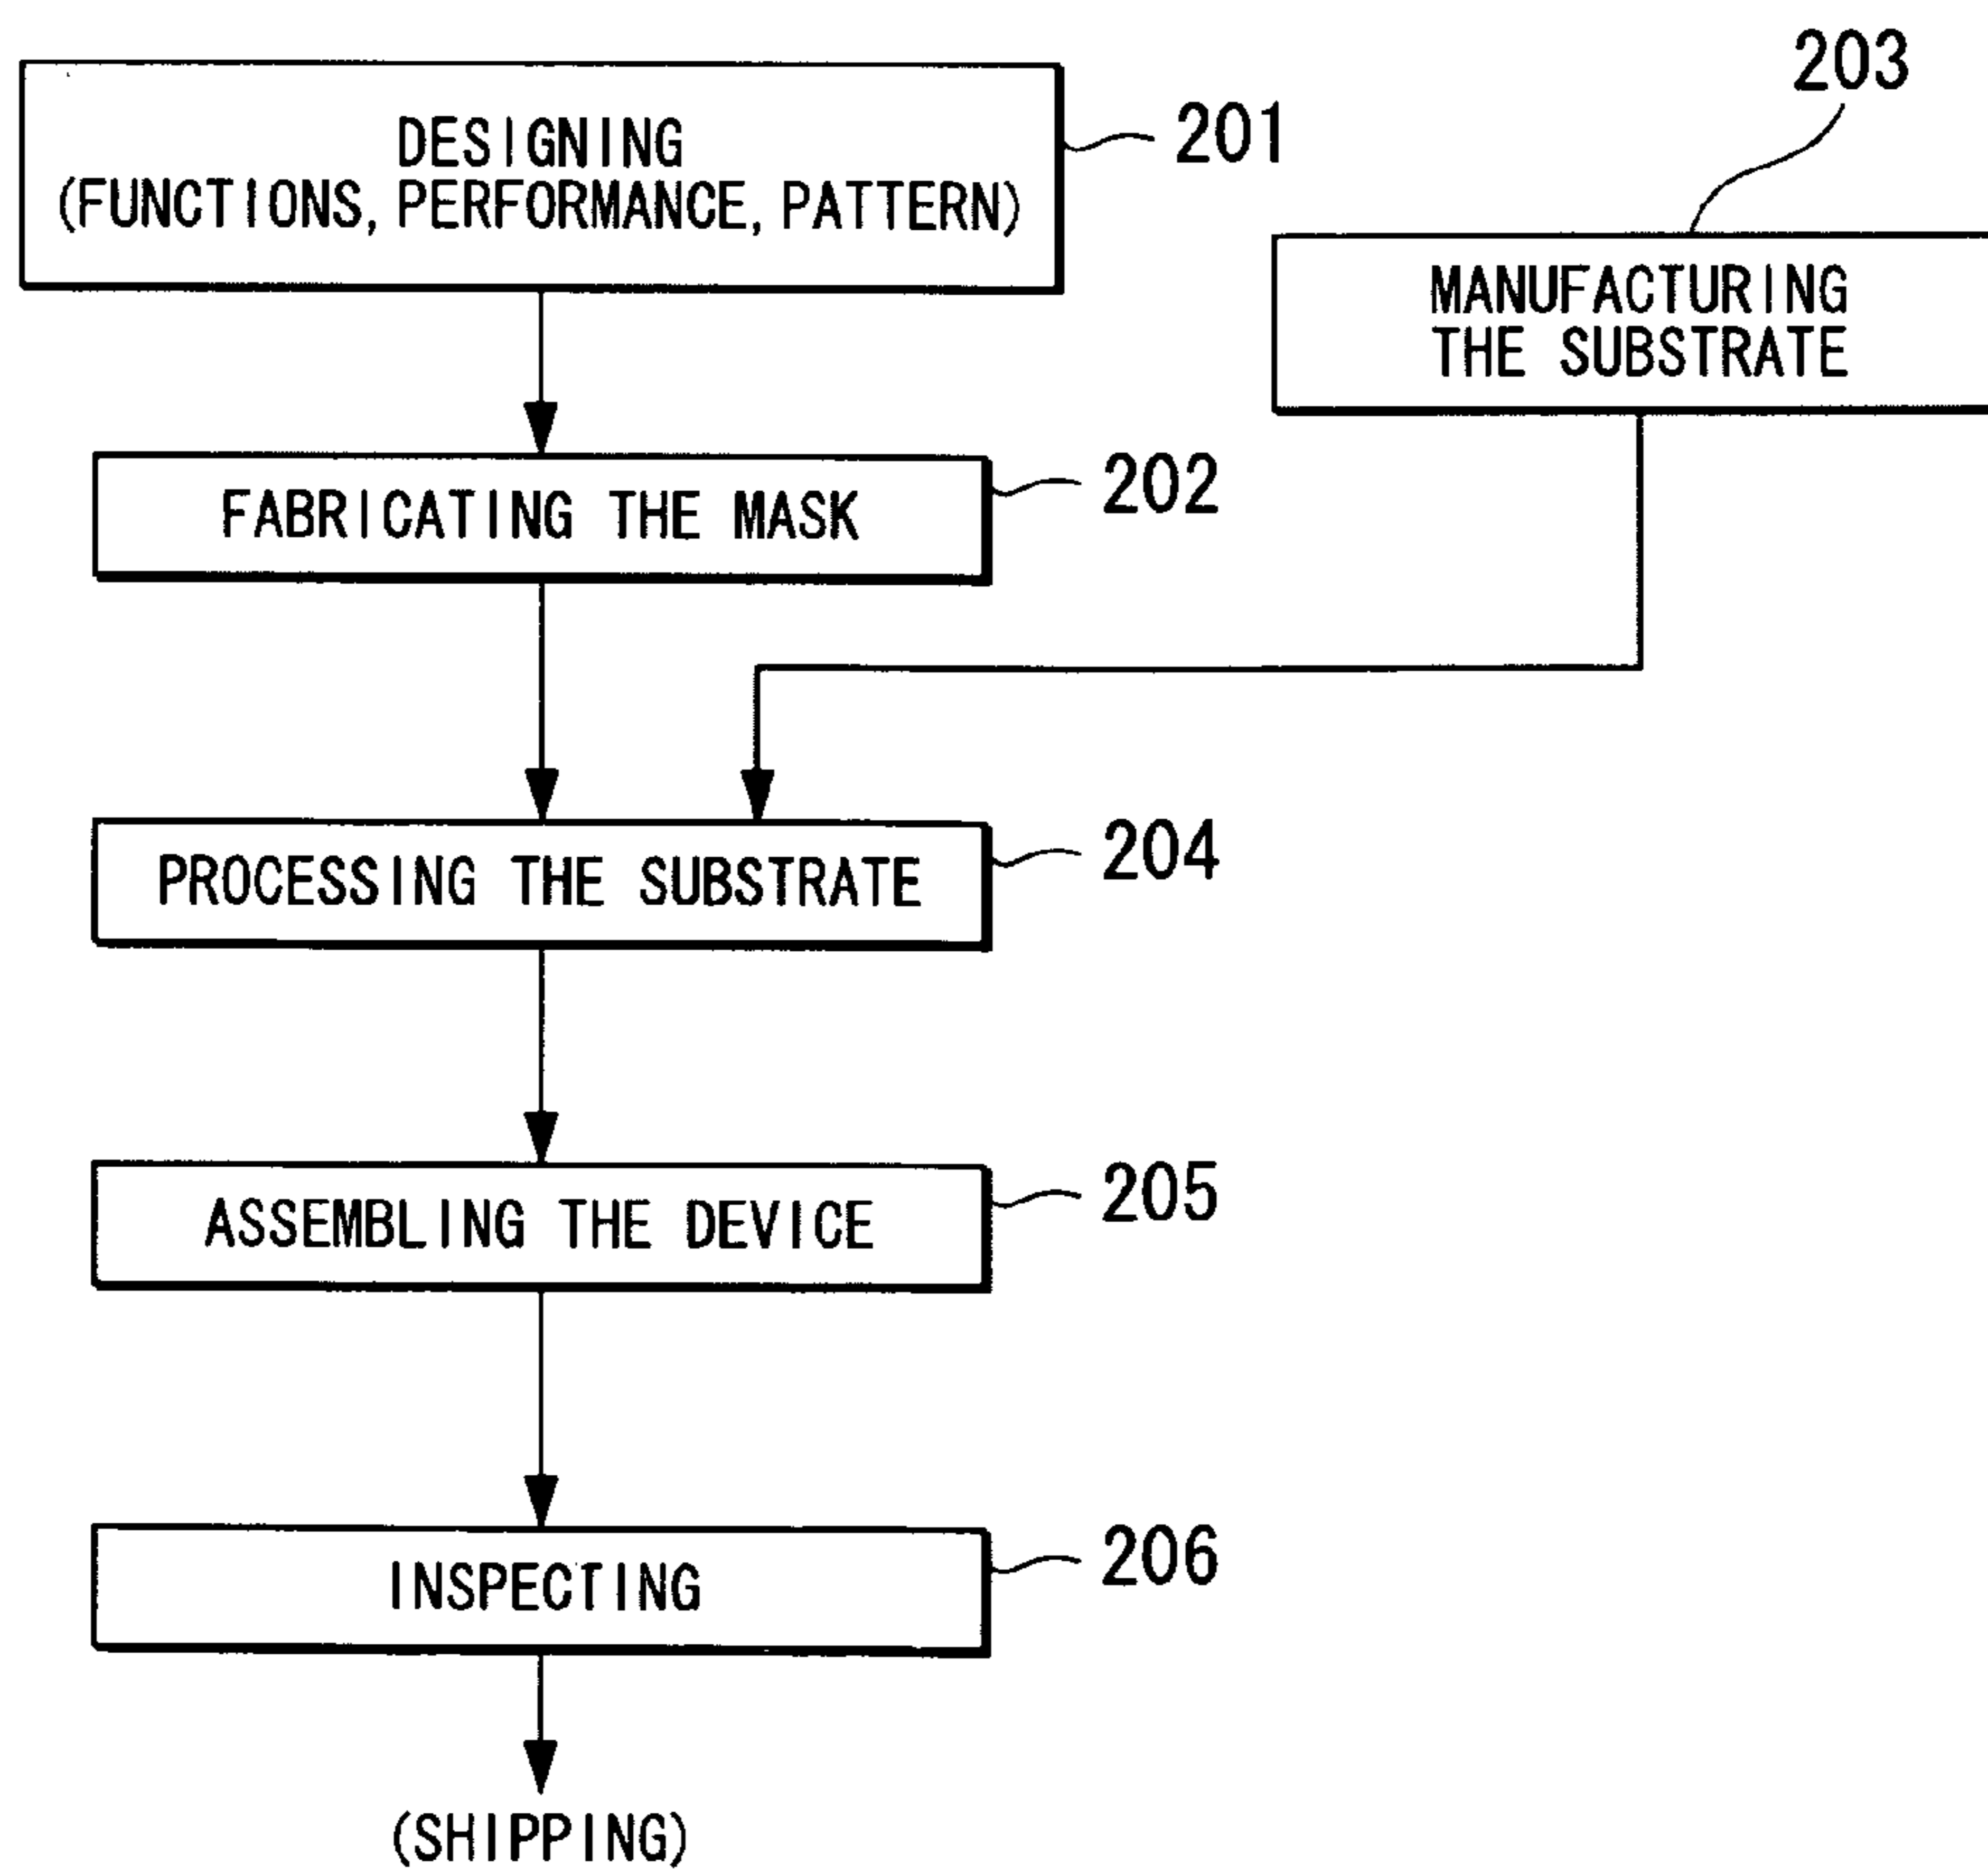 203
DESIGNING
(FUNCTIONS, PERFORMANCE, PATTERN)
201
MANUFACTURING
THE SUBSTRATE
FABRICATING THE MASK
202
PROCESSING THE SUBSTRATE
204
ASSEMBLING THE DEVICE
205
INSPECTING
206
(SHIPPING)